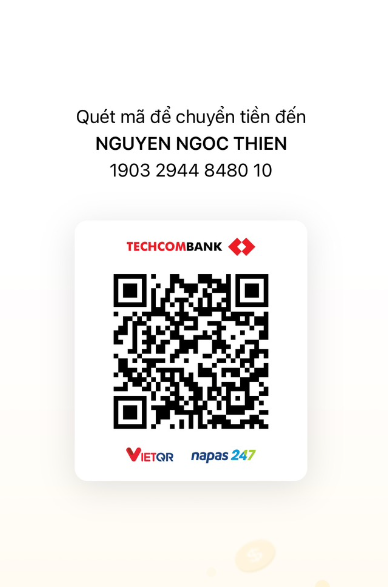 Quét mã để chuyển tiền đến
NGUYEN NGOC THIEN
1903 2944 8480 10
TECHCOMBANK
VIETQR napas 247